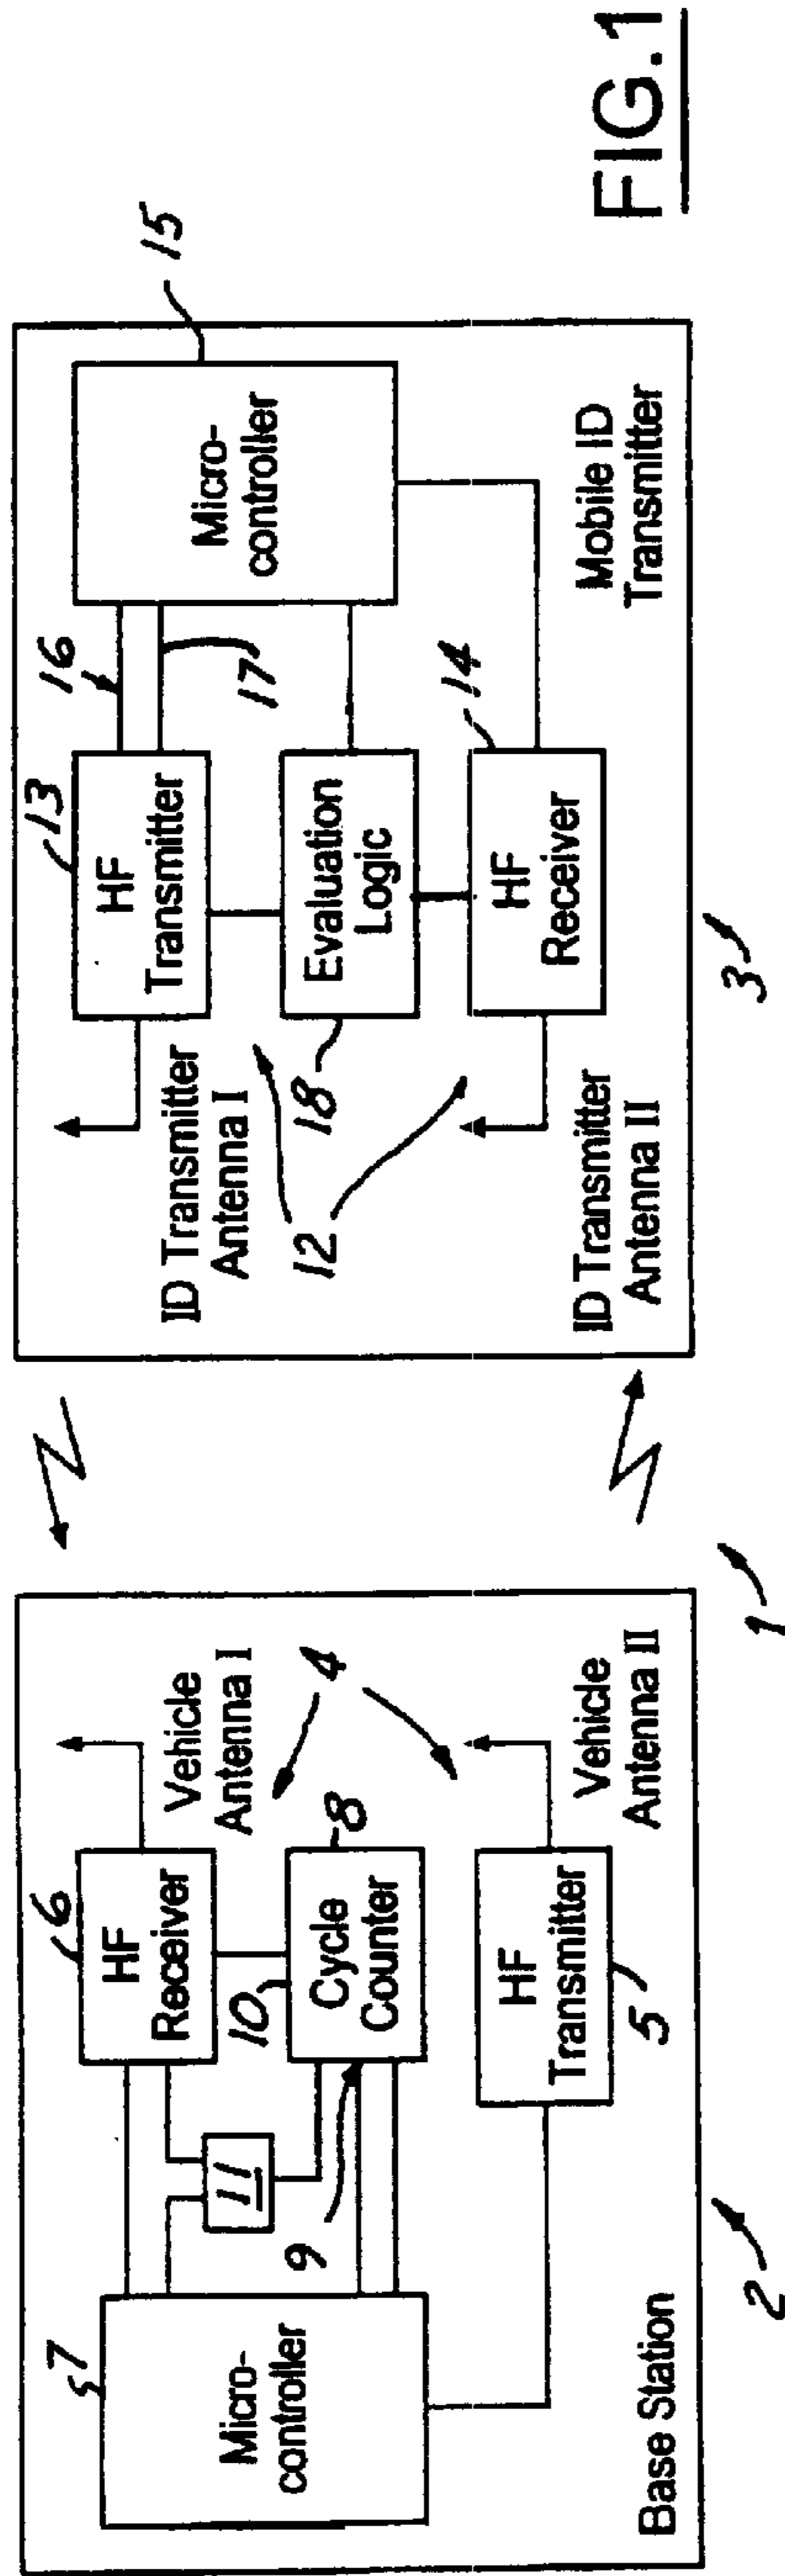 7
Micro-
controller
Base Station
2
11
9
6
HF
Receiver
10
Cycle
Counter
8
HF
Transmitter
5
Vehicle
Antenna I
4
Vehicle
Antenna II
1
ID Transmitter
Antenna I
12
ID Transmitter
Antenna II
3
13
HF
Transmitter
18
Evaluation
Logic
14
HF
Receiver
16
17
Micro-
controller
15
Mobile ID
Transmitter
FIG.1